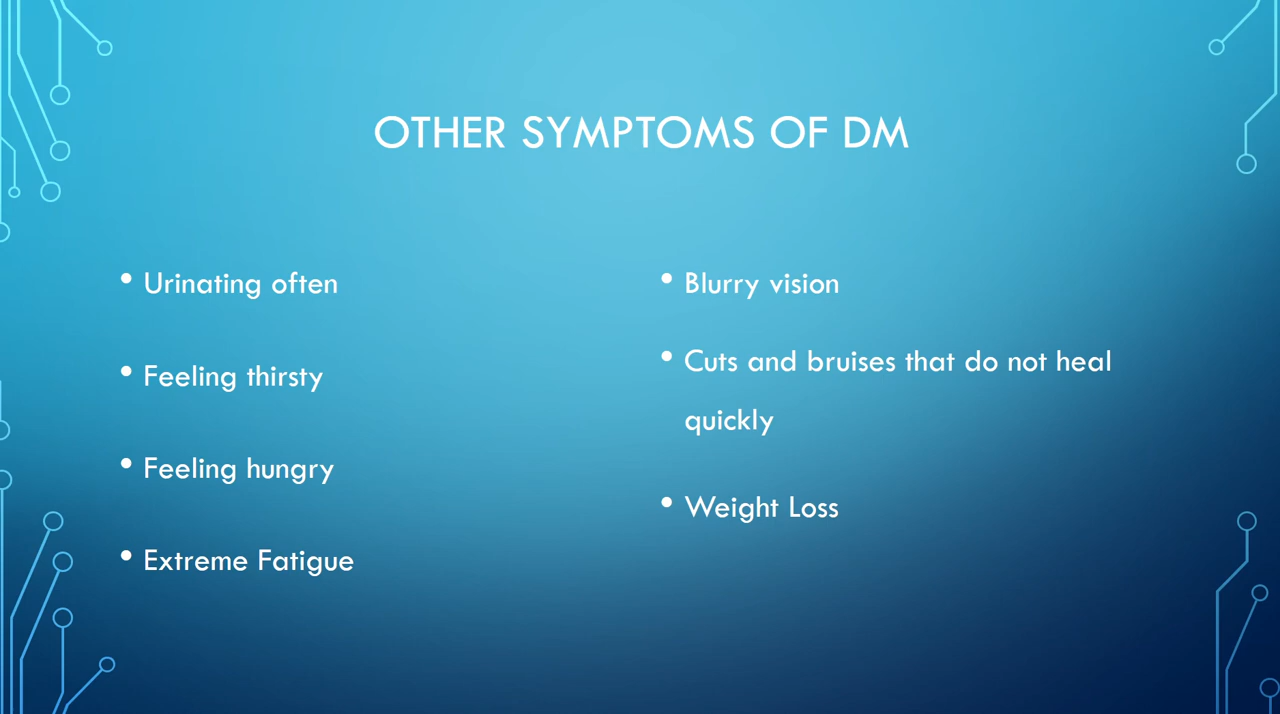 OTHER SYMPTOMS OF DM
• Urinating often
• Feeling thirsty
• Feeling hungry
• Extreme Fatigue
• Blurry vision
• Cuts and bruises that do not heal
quickly
• Weight Loss